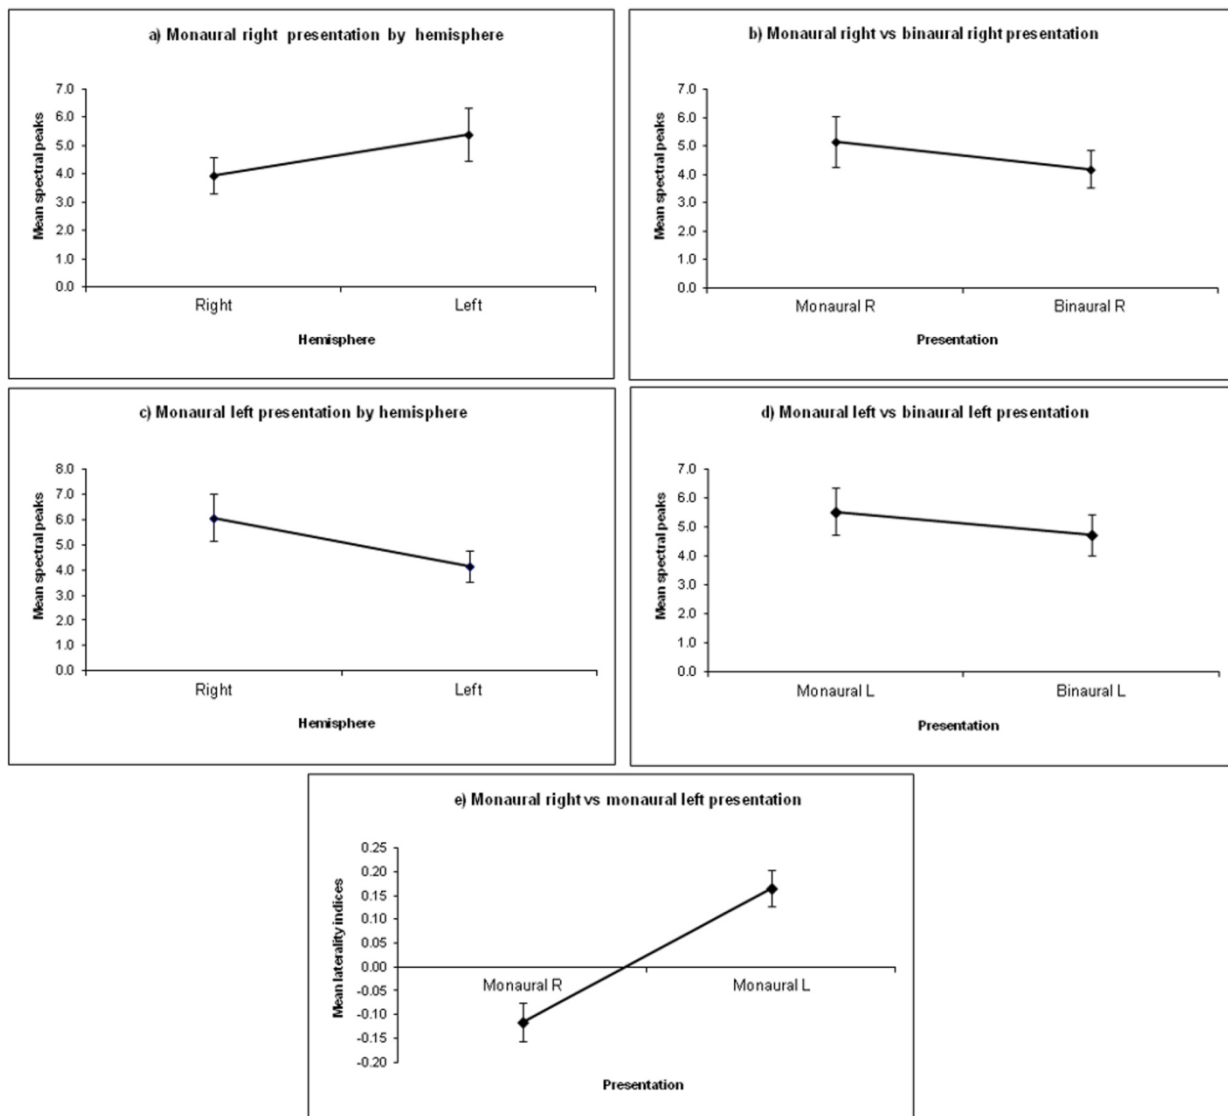 a) Monaural right presentation by hemisphere
Mean spectral peaks
7.0
6.0
5.0
4.0
3.0
2.0
1.0
0.0
Right Left
Hemisphere
b) Monaural right vs binaural right presentation
Mean spectral peaks
7.0
6.0
5.0
4.0
3.0
2.0
1.0
0.0
Monaural R Binaural R
Presentation
c) Monaural left presentation by hemisphere
Mean spectral peaks
8.0
7.0
6.0
5.0
4.0
3.0
2.0
1.0
0.0
Right Left
Hemisphere
d) Monaural left vs binaural left presentation
Mean spectral peaks
7.0
6.0
5.0
4.0
3.0
2.0
1.0
0.0
Monaural L Binaural L
Presentation
e) Monaural right vs monaural left presentation
Mean laterality indices
0.25
0.20
0.15
0.10
0.05
0.00
-0.05
-0.10
-0.15
-0.20
Monaural R Monaural L
Presentation